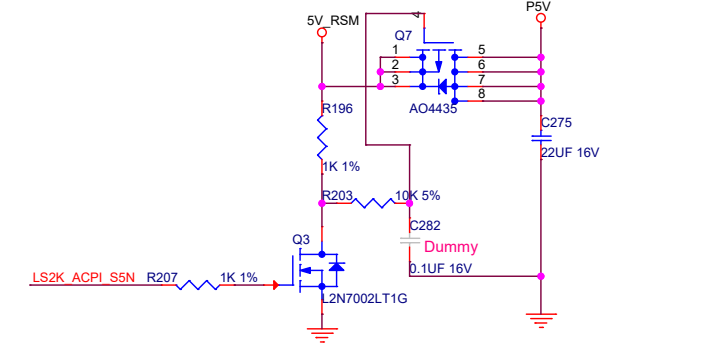 5V_RSM
P5V
4
Q7
1
2
3
5
6
7
8
AO4435
R196
1K 1%
C275
22UF 16V
R203
10K 5%
C282
Dummy
0.1UF 16V
Q3
LS2K_ACPI_S5N
R207
1K 1%
L2N7002LT1G